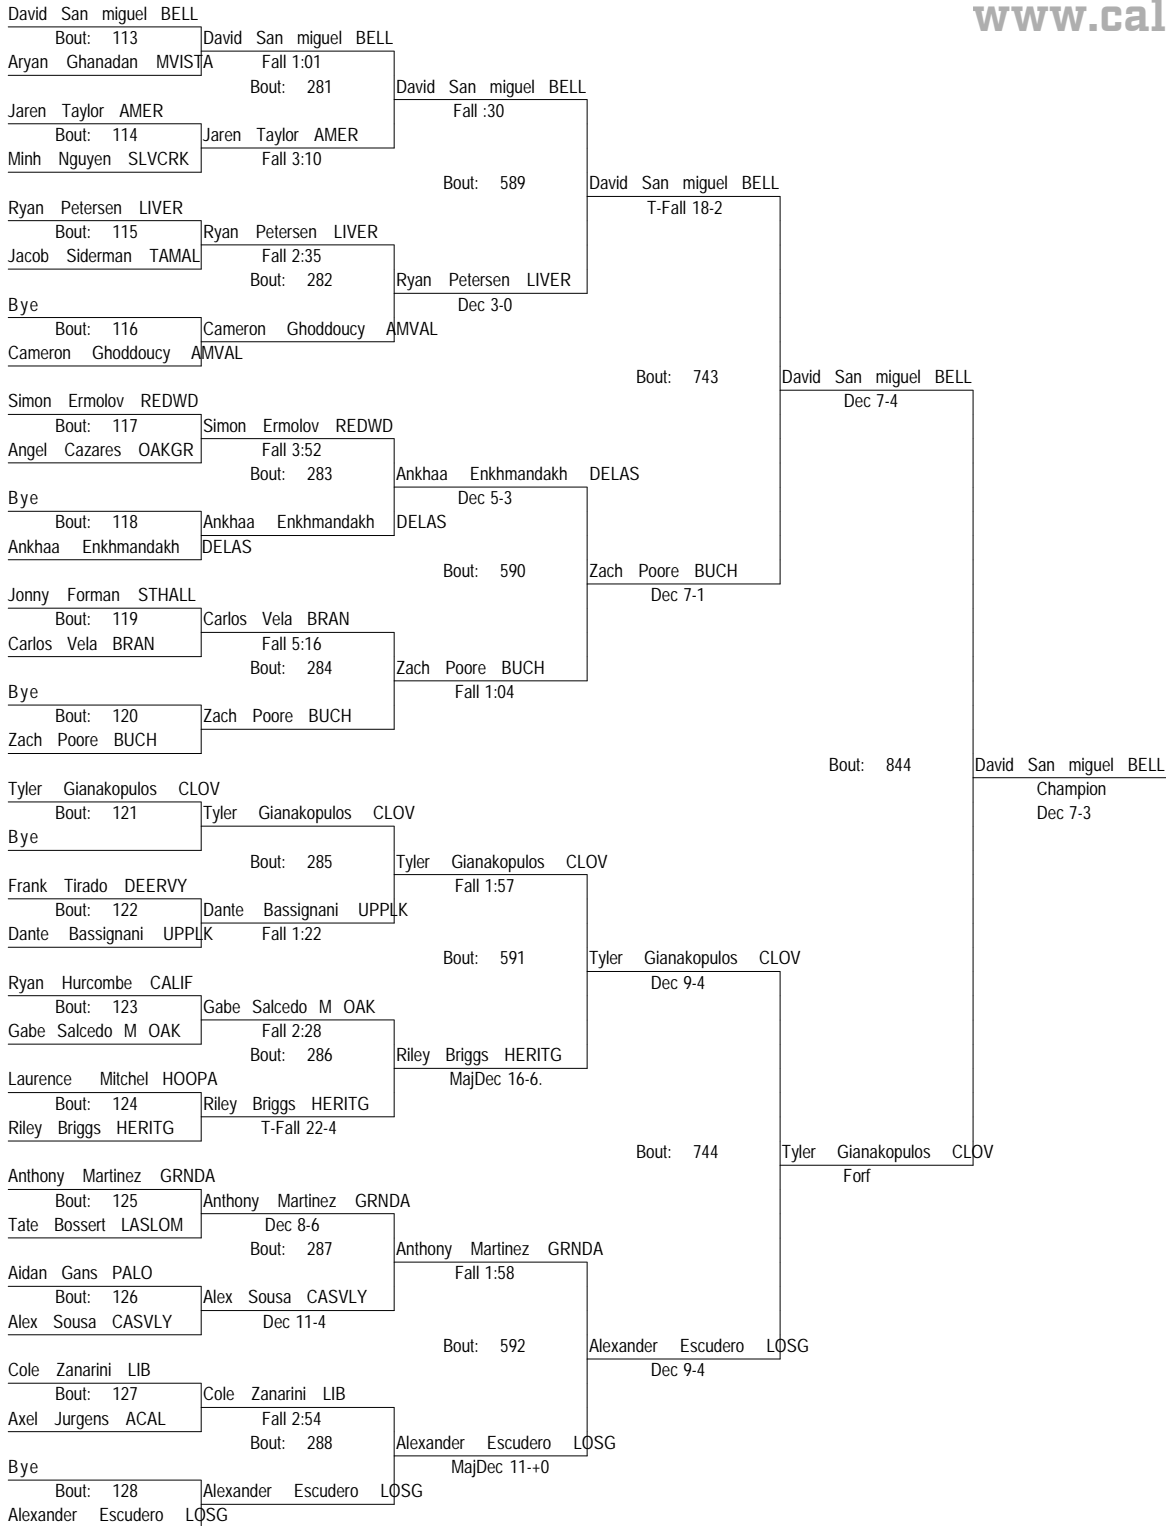 www.cal
David San miguel BELL
Bout: 113
David San miguel BELL
Aryan Ghanadan MVISTA
Fall 1:01
Bout: 281
David San miguel BELL
Jaren Taylor AMER
Fall :30
Bout: 114
Jaren Taylor AMER
Minh Nguyen SLVCRK
Fall 3:10
Bout: 589
David San miguel BELL
Ryan Petersen LIVER
T-Fall 18-2
Bout: 115
Ryan Petersen LIVER
Jacob Siderman TAMAL
Fall 2:35
Bout: 282
Ryan Petersen LIVER
Bye
Dec 3-0
Bout: 116
Cameron Ghoddoucy AMVAL
Cameron Ghoddoucy AMVAL
Bout: 743
David San miguel BELL
Simon Ermolov REDWD
Dec 7-4
Bout: 117
Simon Ermolov REDWD
Angel Cazares OAKGR
Fall 3:52
Bout: 283
Ankhaa Enkhmandakh DELAS
Bye
Dec 5-3
Bout: 118
Ankhaa Enkhmandakh DELAS
Ankhaa Enkhmandakh DELAS
Bout: 590
Zach Poore BUCH
Jonny Forman STHALL
Dec 7-1
Bout: 119
Carlos Vela BRAN
Carlos Vela BRAN
Fall 5:16
Bout: 284
Zach Poore BUCH
Bye
Fall 1:04
Bout: 120
Zach Poore BUCH
Zach Poore BUCH
Bout: 844
David San miguel BELL
Tyler Gianakopulos CLOV
Champion
Bout: 121
Tyler Gianakopulos CLOV
Dec 7-3
Bye
Bout: 285
Tyler Gianakopulos CLOV
Frank Tirado DEERVY
Fall 1:57
Bout: 122
Dante Bassignani UPPLK
Dante Bassignani UPPLK
Fall 1:22
Bout: 591
Tyler Gianakopulos CLOV
Ryan Hurcombe CALIF
Dec 9-4
Bout: 123
Gabe Salcedo M OAK
Gabe Salcedo M OAK
Fall 2:28
Bout: 286
Riley Briggs HERITG
Laurence Mitchel HOOPA
MajDec 16-6.
Bout: 124
Riley Briggs HERITG
Riley Briggs HERITG
T-Fall 22-4
Bout: 744
Tyler Gianakopulos CLOV
Anthony Martinez GRNDA
Forf
Bout: 125
Anthony Martinez GRNDA
Tate Bossert LASLOM
Dec 8-6
Bout: 287
Anthony Martinez GRNDA
Aidan Gans PALO
Fall 1:58
Bout: 126
Alex Sousa CASVLY
Alex Sousa CASVLY
Dec 11-4
Bout: 592
Alexander Escudero LOSG
Cole Zanarini LIB
Dec 9-4
Bout: 127
Cole Zanarini LIB
Axel Jurgens ACAL
Fall 2:54
Bout: 288
Alexander Escudero LOSG
Bye
MajDec 11-+0
Bout: 128
Alexander Escudero LOSG
Alexander Escudero LOSG